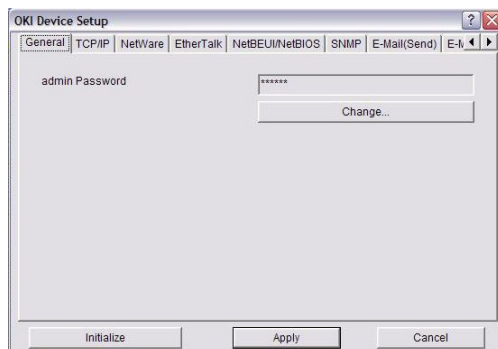 OKI Device Setup
General TCP/IP NetWare EtherTalk NetBEUI/NetBIOS SNMP E-Mail(Send)
admin Password ******
Change...
Initialize Apply Cancel